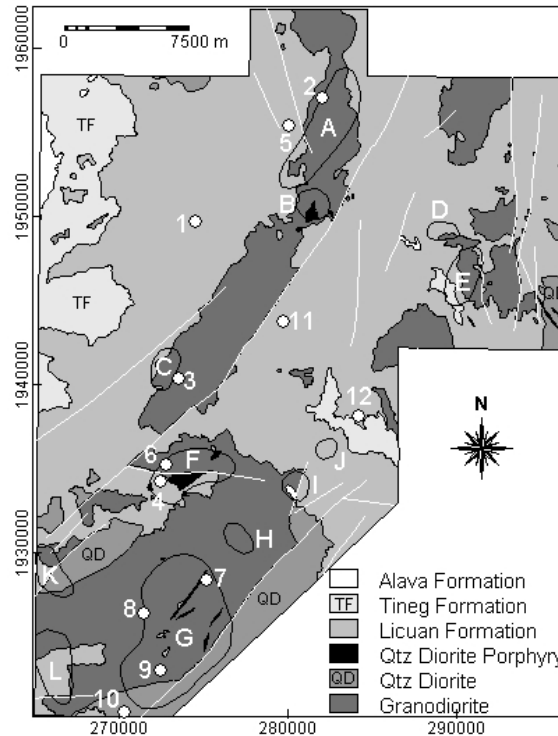 1960000
0 7500 m
TF
2
A
5
B
1950000
1
D
TF
E
QD
11
C
3
1940000
12
N
6
F
J
4
I
H
1930000
QD
K
7
QD
8
G
L
9
10
270000 280000 290000
Alava Formation
TF Tineg Formation
Licuan Formation
Qtz Diorite Porphyry
QD Qtz Diorite
Granodiorite